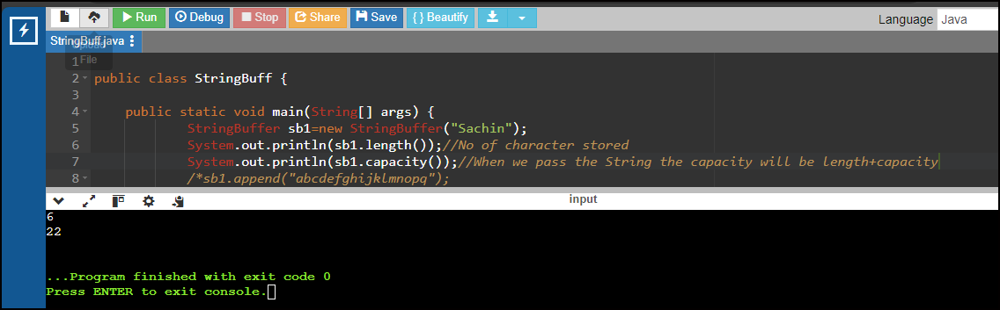 Run Debug Stop Share Save { } Beautify Language Java
StringBuff.java
Upload
File
1
2 public class StringBuff {
3
4 public static void main(String[] args) {
5 StringBuffer sb1=new StringBuffer("Sachin");
6 System.out.println(sb1.length());//No of character stored
7 System.out.println(sb1.capacity());//When we pass the String the capacity will be length+capacity
8 /*sb1.append("abcdefghijklmnopq");
input
6
22
...Program finished with exit code 0
Press ENTER to exit console.